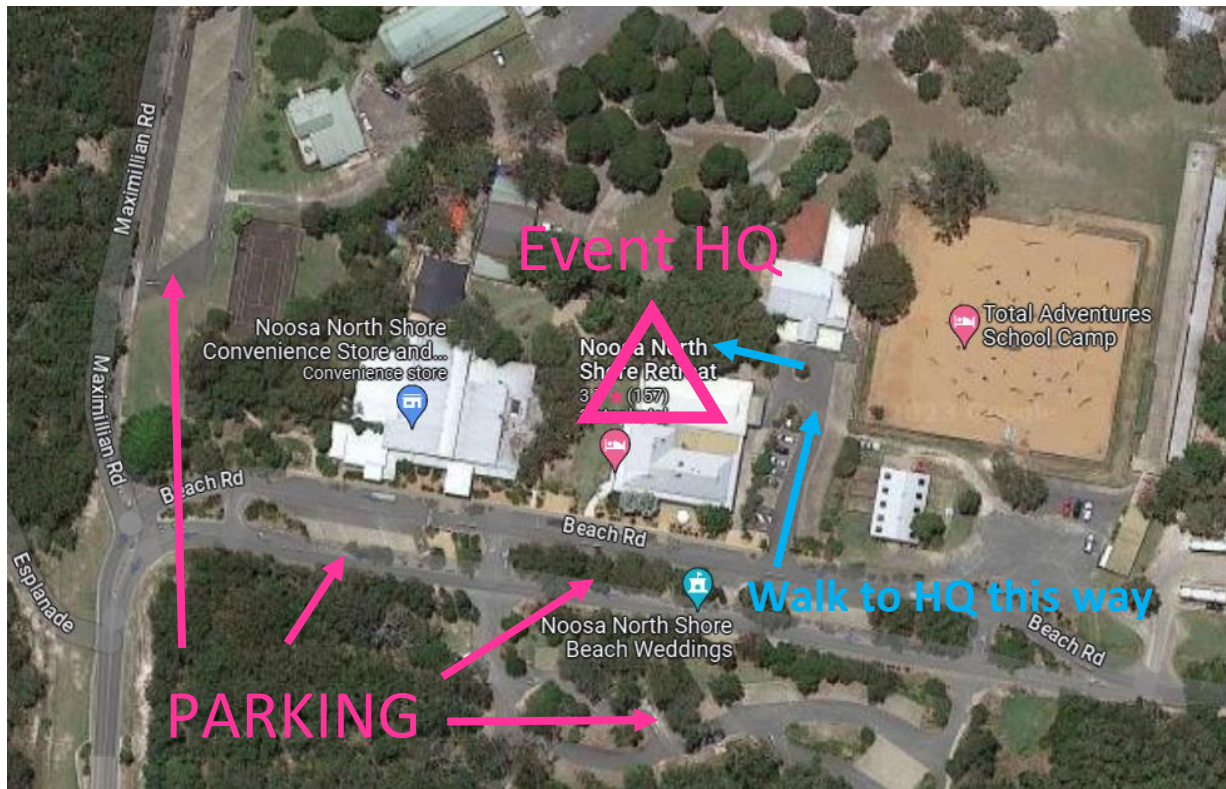 Maximillian Rd
Event HQ
Noosa North Shore
Convenience Store and...
Convenience store
Noosa North
Shore Retreat
(157)
Total Adventures
School Camp
Maximillian Rd
Beach Rd
Beach Rd
Esplanade
Walk to HQ this way
Noosa North Shore
Beach Weddings
Beach Rd
PARKING